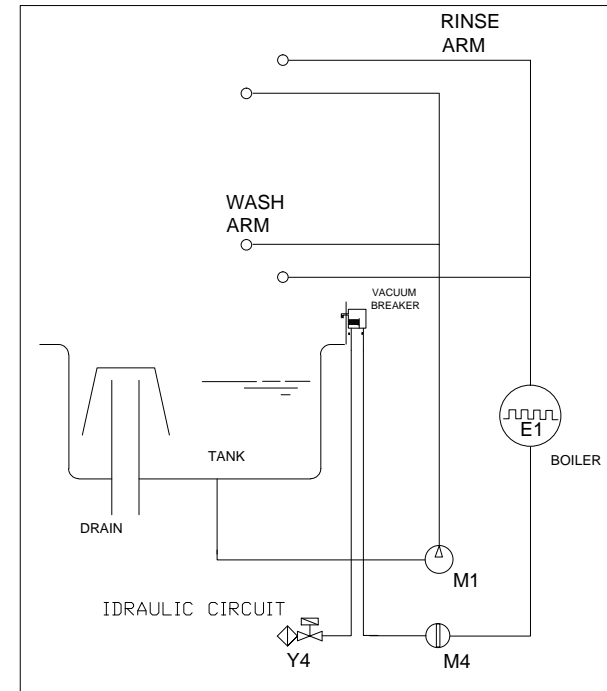 RINSE
ARM
WASH
ARM
VACUUM
BREAKER
E1
BOILER
TANK
DRAIN
M1
IDRAULIC CIRCUIT
Y4
M4